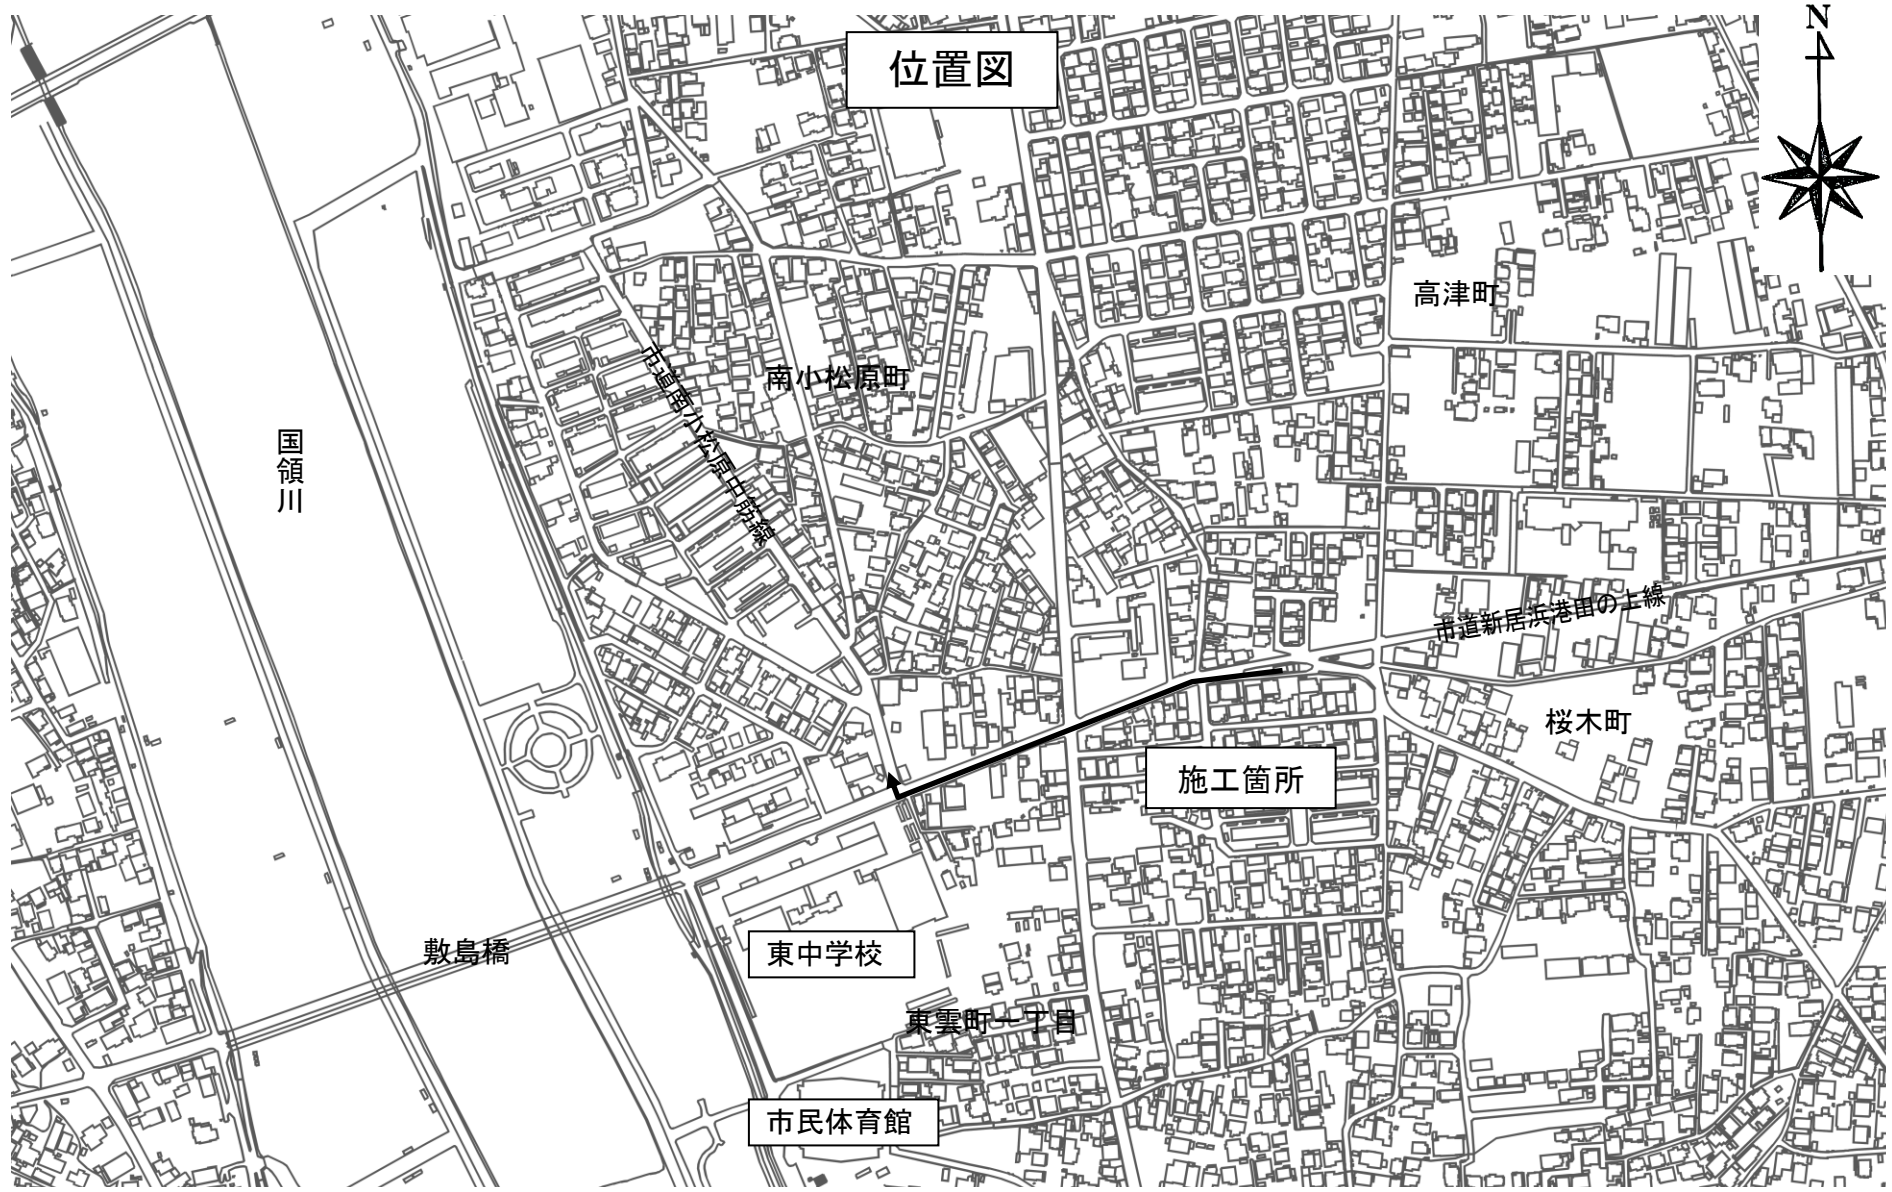 位置図
N
高津町
南小松原町
市道南小松原中筋線
国領川
市道新居浜港田の上線
桜木町
施工箇所
敷島橋
東中学校
東雲町一丁目
市民体育館